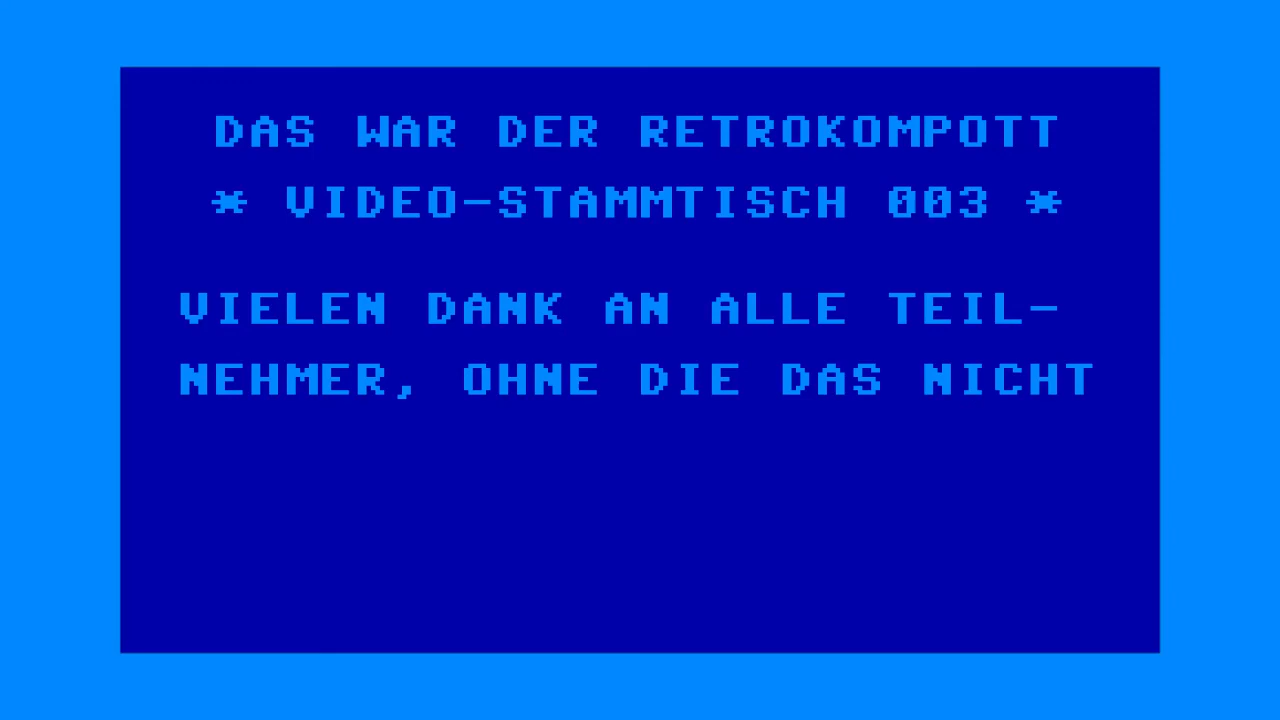 DAS WAR DER RETROKOMPOTT
* VIDEO-STAMMTISCH 003 *
VIELEN DANK AN ALLE TEIL-
NEHMER, OHNE DIE DAS NICHT